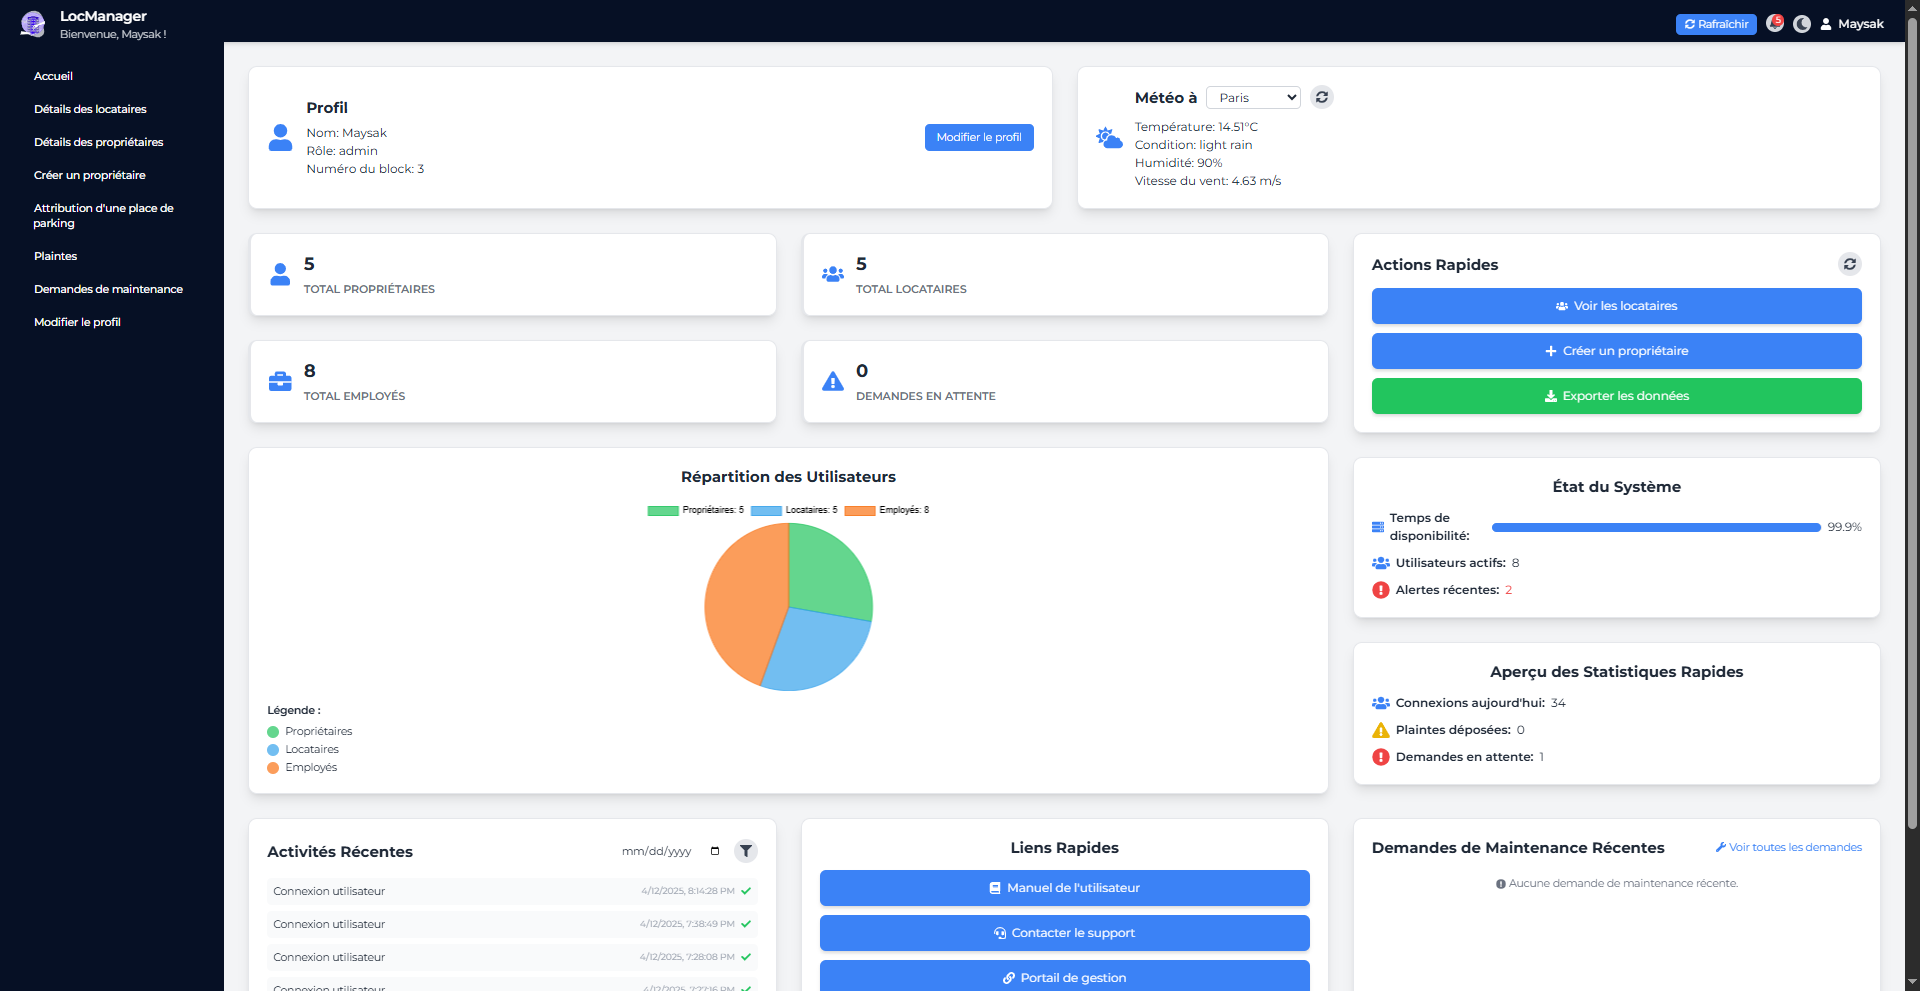 LocManager
Bienvenue, Maysak !
Rafraîchir
5
Maysak
Accueil
Détails des locataires
Détails des propriétaires
Créer un propriétaire
Attribution d'une place de
parking
Plaintes
Demandes de maintenance
Modifier le profil
Profil
Nom: Maysak
Rôle: admin
Numéro du block: 3
Modifier le profil
Météo à
Paris
Température: 14.51°C
Condition: light rain
Humidité: 90%
Vitesse du vent: 4.63 m/s
5
TOTAL PROPRIÉTAIRES
5
TOTAL LOCATAIRES
8
TOTAL EMPLOYÉS
0
DEMANDES EN ATTENTE
Actions Rapides
Voir les locataires
Créer un propriétaire
Exporter les données
Répartition des Utilisateurs
Propriétaires: 5 Locataires: 5 Employés: 8
Légende :
Propriétaires
Locataires
Employés
État du Système
Temps de
disponibilité:
99.9%
Utilisateurs actifs: 8
Alertes récentes: 2
Aperçu des Statistiques Rapides
Connexions aujourd'hui: 34
Plaintes déposées: 0
Demandes en attente: 1
Activités Récentes
mm/dd/yyyy
Connexion utilisateur 4/12/2025, 8:14:28 PM
Connexion utilisateur 4/12/2025, 7:38:49 PM
Connexion utilisateur 4/12/2025, 7:28:08 PM
Connexion utilisateur 4/12/2025, 7:27:16 PM
Liens Rapides
Manuel de l'utilisateur
Contacter le support
Portail de gestion
Demandes de Maintenance Récentes
Voir toutes les demandes
Aucune demande de maintenance récente.